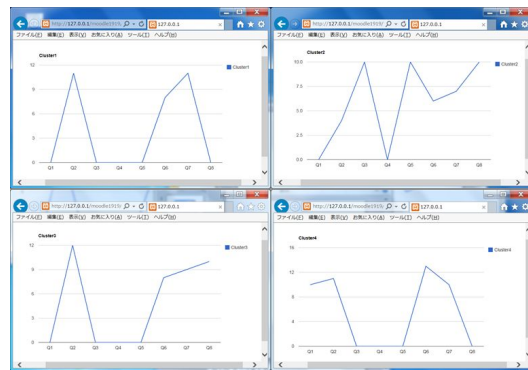 http://127.0.0.1/moodle1919/
127.0.0.1
ファイル(F) 編集(E) 表示(V) お気に入り(A) ツール(T) ヘルプ(H)
Cluster1
12
9
6
3
0
Q1 Q2 Q3 Q4 Q5 Q6 Q7 Q8
Cluster1
http://127.0.0.1/moodle1919/
127.0.0.1
ファイル(F) 編集(E) 表示(V) お気に入り(A) ツール(T) ヘルプ(H)
10.0
7.5
5.0
2.5
0.0
Q1 Q2 Q3 Q4 Q5 Q6 Q7 Q8
Cluster2
http://127.0.0.1/moodle1919/
127.0.0.1
ファイル(F) 編集(E) 表示(V) お気に入り(A) ツール(T) ヘルプ(H)
12
9
6
3
0
Q1 Q2 Q3 Q4 Q5 Q6 Q7 Q8
Cluster3
http://127.0.0.1/moodle1919/
127.0.0.1
ファイル(F) 編集(E) 表示(V) お気に入り(A) ツール(T) ヘルプ(H)
Cluster4
16
12
8
4
0
Q1 Q2 Q3 Q4 Q5 Q6 Q7 Q8
Cluster4